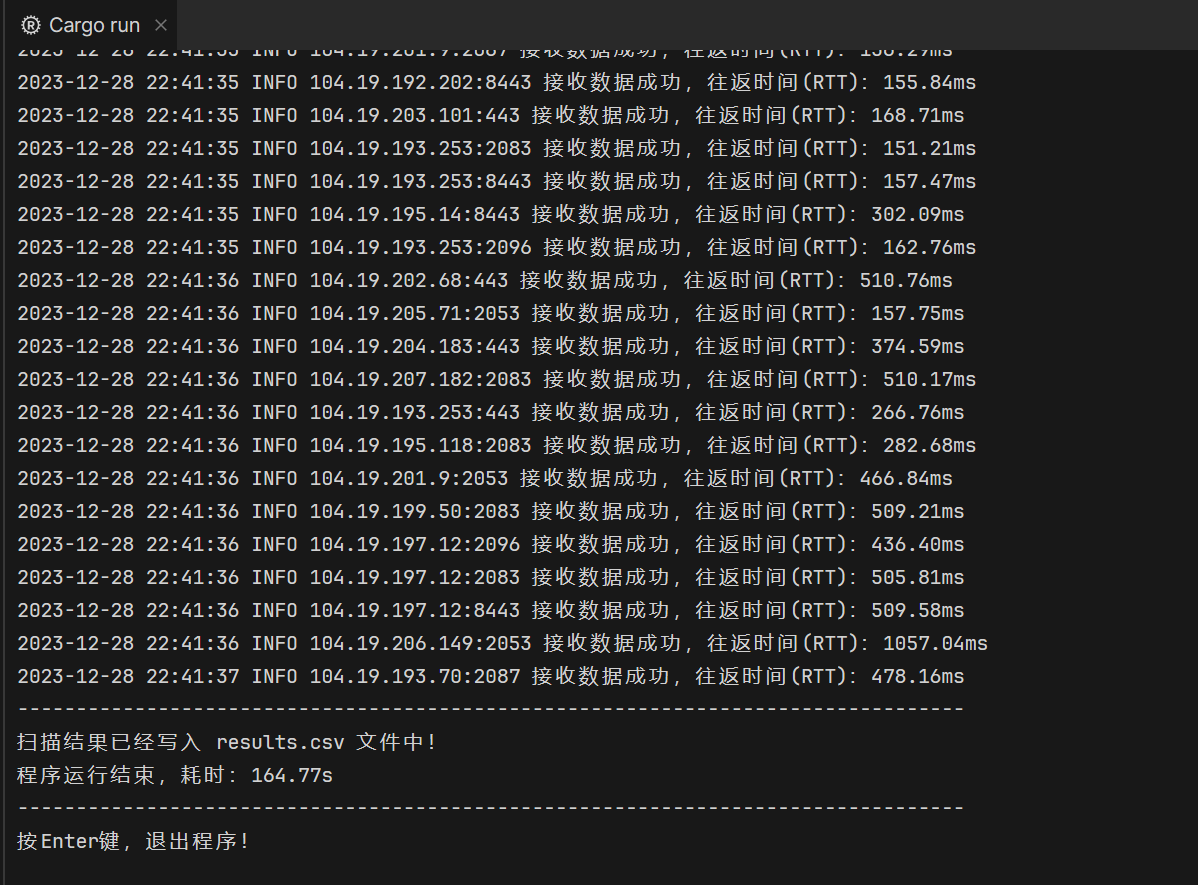 Cargo run
2023-12-28 22:41:35 INFO 104.19.192.202:8443 接收数据成功，往返时间(RTT)：155.84ms
2023-12-28 22:41:35 INFO 104.19.203.101:443 接收数据成功，往返时间(RTT)：168.71ms
2023-12-28 22:41:35 INFO 104.19.193.253:2083 接收数据成功，往返时间(RTT)：151.21ms
2023-12-28 22:41:35 INFO 104.19.193.253:8443 接收数据成功，往返时间(RTT)：157.47ms
2023-12-28 22:41:35 INFO 104.19.195.14:8443 接收数据成功，往返时间(RTT)：302.09ms
2023-12-28 22:41:35 INFO 104.19.193.253:2096 接收数据成功，往返时间(RTT)：162.76ms
2023-12-28 22:41:36 INFO 104.19.202.68:443 接收数据成功，往返时间(RTT)：510.76ms
2023-12-28 22:41:36 INFO 104.19.205.71:2053 接收数据成功，往返时间(RTT)：157.75ms
2023-12-28 22:41:36 INFO 104.19.204.183:443 接收数据成功，往返时间(RTT)：374.59ms
2023-12-28 22:41:36 INFO 104.19.207.182:2083 接收数据成功，往返时间(RTT)：510.17ms
2023-12-28 22:41:36 INFO 104.19.193.253:443 接收数据成功，往返时间(RTT)：266.76ms
2023-12-28 22:41:36 INFO 104.19.195.118:2083 接收数据成功，往返时间(RTT)：282.68ms
2023-12-28 22:41:36 INFO 104.19.201.9:2053 接收数据成功，往返时间(RTT)：466.84ms
2023-12-28 22:41:36 INFO 104.19.199.50:2083 接收数据成功，往返时间(RTT)：509.21ms
2023-12-28 22:41:36 INFO 104.19.197.12:2096 接收数据成功，往返时间(RTT)：436.40ms
2023-12-28 22:41:36 INFO 104.19.197.12:2083 接收数据成功，往返时间(RTT)：505.81ms
2023-12-28 22:41:36 INFO 104.19.197.12:8443 接收数据成功，往返时间(RTT)：509.58ms
2023-12-28 22:41:36 INFO 104.19.206.149:2053 接收数据成功，往返时间(RTT)：1057.04ms
2023-12-28 22:41:37 INFO 104.19.193.70:2087 接收数据成功，往返时间(RTT)：478.16ms
---------------------------------------------------------------------------------
扫描结果已经写入 results.csv 文件中！
程序运行结束，耗时：164.77s
---------------------------------------------------------------------------------
按Enter键，退出程序！